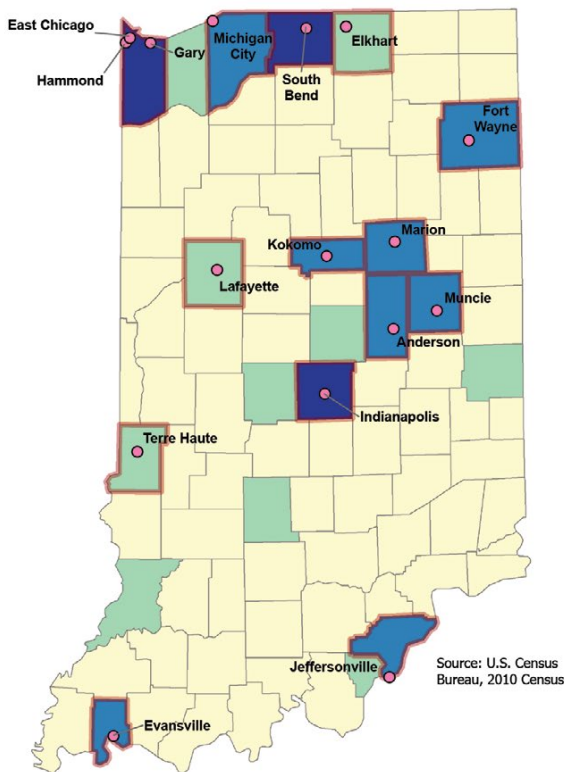 East Chicago
Gary
Hammond
Michigan
City
South
Bend
Elkhart
Fort
Wayne
Kokomo
Marion
Lafayette
Muncie
Anderson
Indianapolis
Terre Haute
Jeffersonville
Source: U.S. Census
Bureau, 2010 Census
Evansville